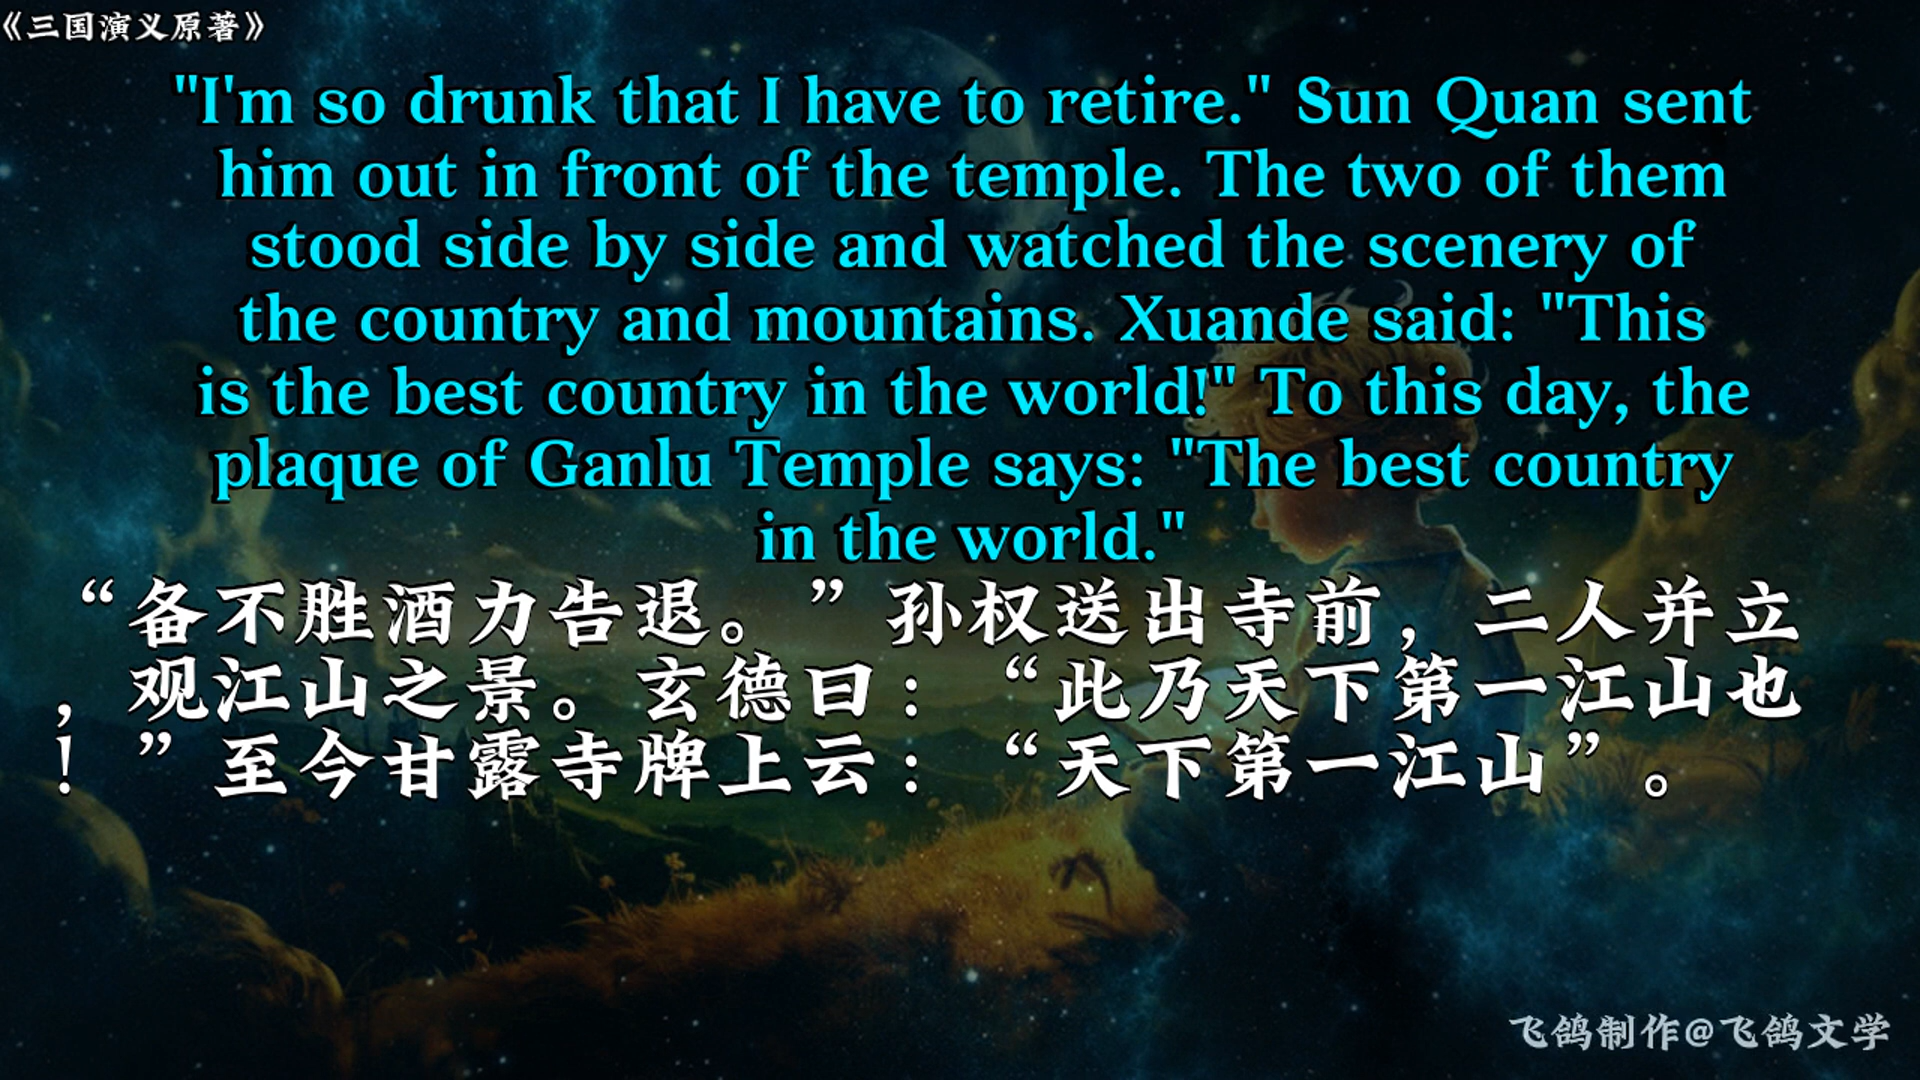 《三国演义原著》
"I'm so drunk that I have to retire." Sun Quan sent
him out in front of the temple. The two of them
stood side by side and watched the scenery of
the country and mountains. Xuande said: "This
is the best country in the world!" To this day, the
plaque of Ganlu Temple says: "The best country
in the world."
“备不胜酒力告退。”孙权送出寺前，二人并立
，观江山之景。玄德曰：“此乃天下第一江山也
！”至今甘露寺牌上云：“天下第一江山”。
飞鸽制作@飞鸽文学